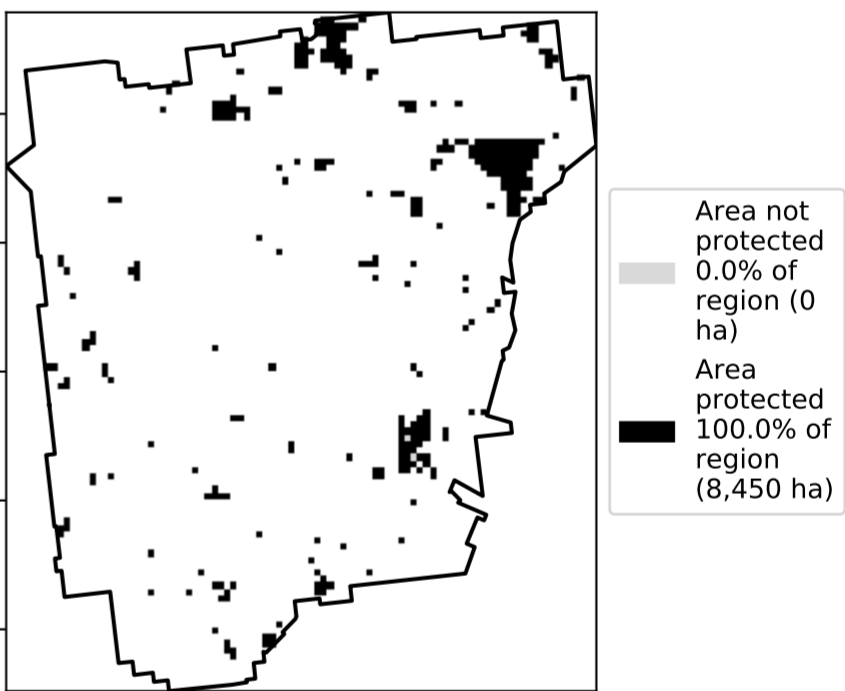 Area not
protected
0.0% of
region (0
ha)
Area
protected
100.0% of
region
(8,450 ha)